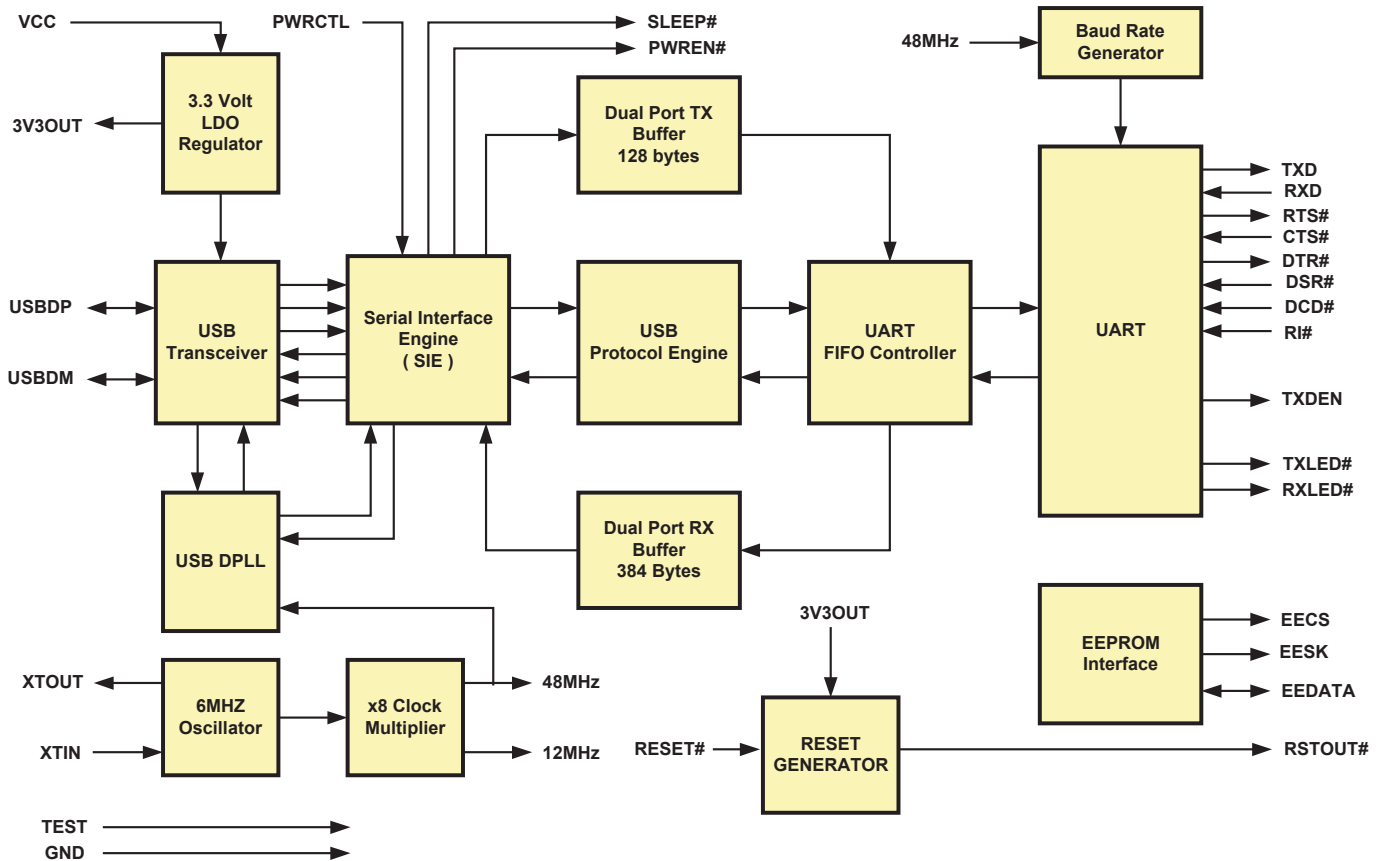 VCC
PWRCTL
SLEEP#
PWREN#
48MHz
Baud Rate
Generator
3V3OUT
3.3 Volt
LDO
Regulator
Dual Port TX
Buffer
128 bytes
TXD
RXD
RTS#
CTS#
DTR#
DSR#
DCD#
RI#
TXDEN
TXLED#
RXLED#
USBDP
USBDM
USB
Transceiver
Serial Interface
Engine
( SIE )
USB
Protocol Engine
UART
FIFO Controller
UART
USB DPLL
Dual Port RX
Buffer
384 Bytes
3V3OUT
EEPROM
Interface
EECS
EESK
EEDATA
XTOUT
XTIN
6MHZ
Oscillator
x8 Clock
Multiplier
48MHz
12MHz
RESET#
RESET
GENERATOR
RSTOUT#
TEST
GND